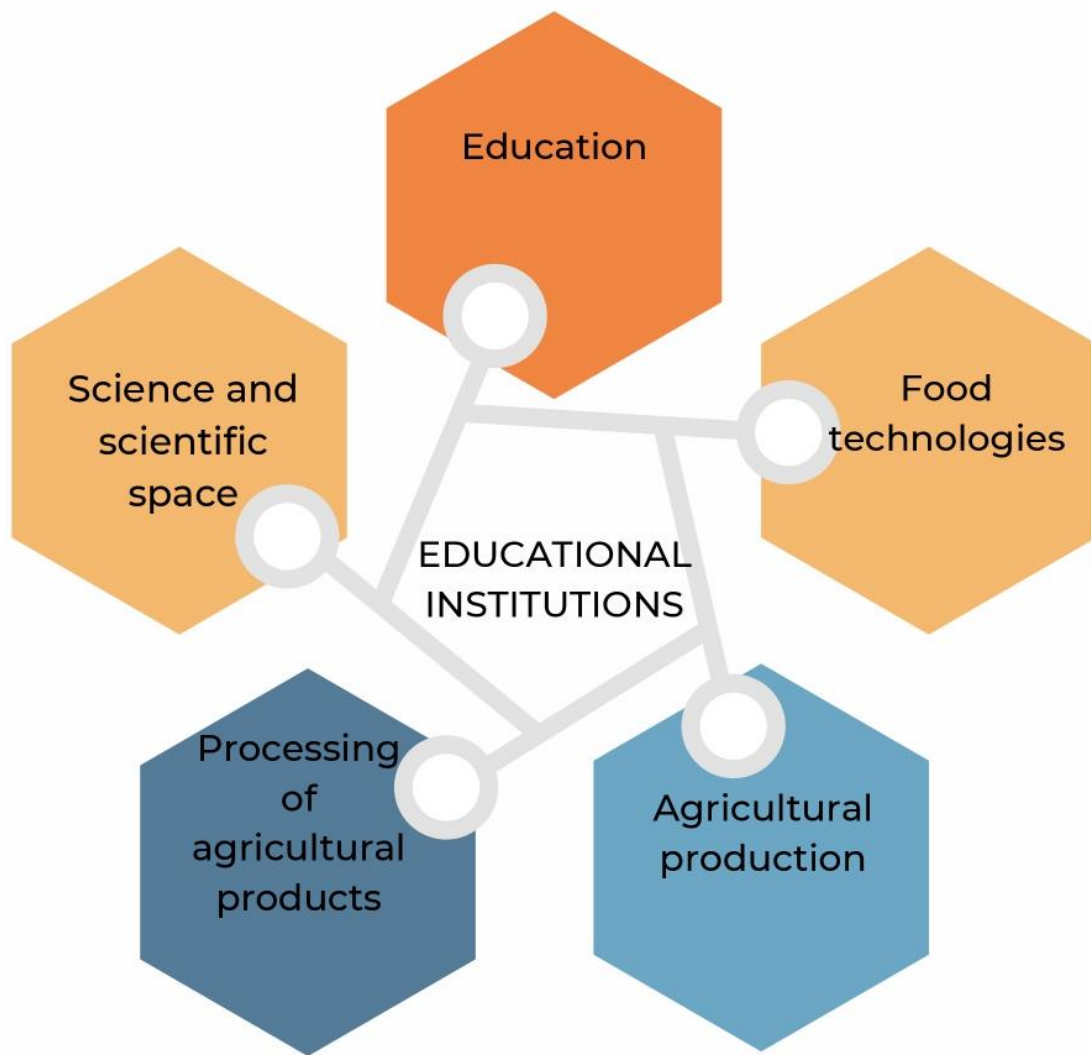 Education
Science and
scientific
space
Food
technologies
EDUCATIONAL
INSTITUTIONS
Processing
of
agricultural
products
Agricultural
production